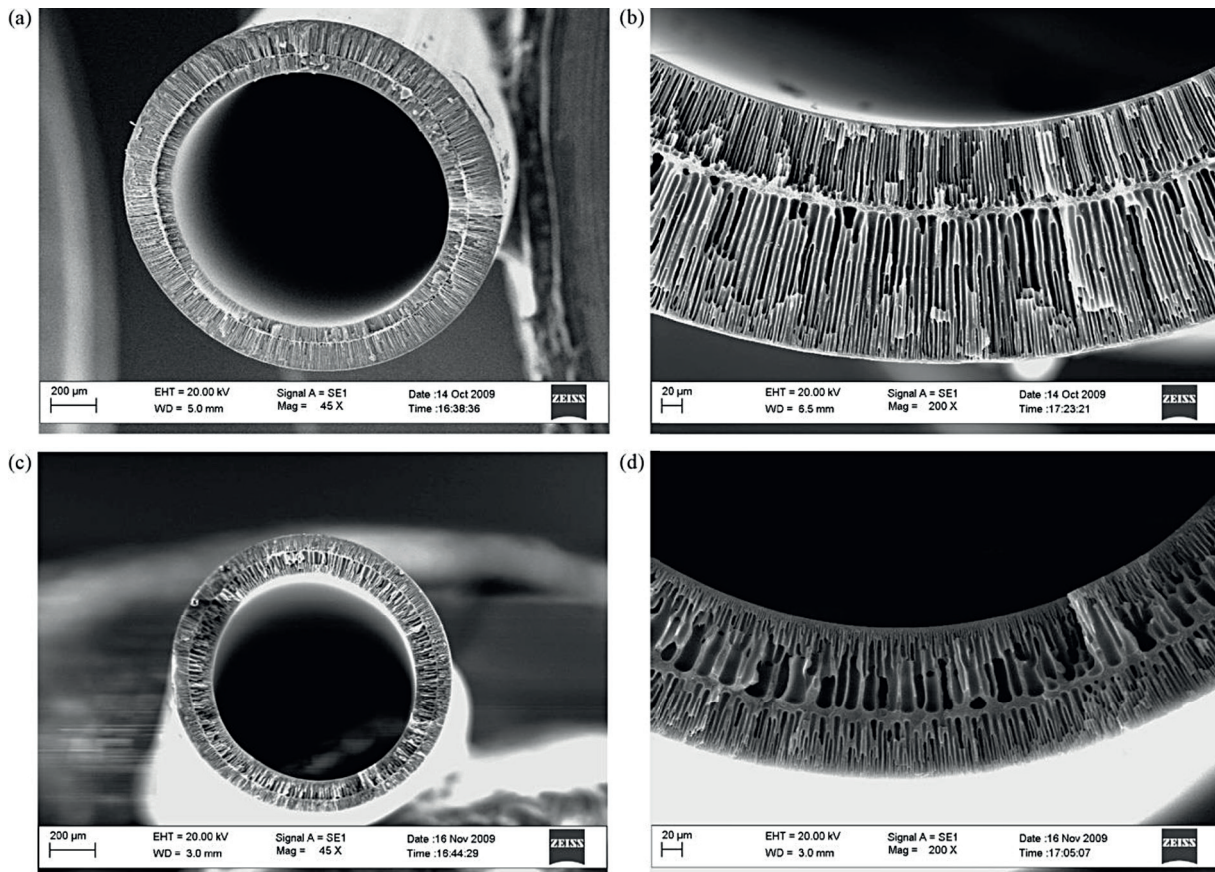 (a)
200 µm
EHT = 20.00 kV
WD = 5.0 mm
Signal A = SE1
Mag = 45 X
Date :14 Oct 2009
Time :16:38:36
ZEISS
(b)
20 µm
EHT = 20.00 kV
WD = 6.5 mm
Signal A = SE1
Mag = 200 X
Date :14 Oct 2009
Time :17:23:21
ZEISS
(c)
200 µm
EHT = 20.00 kV
WD = 3.0 mm
Signal A = SE1
Mag = 45 X
Date :16 Nov 2009
Time :16:44:29
ZEISS
(d)
20 µm
EHT = 20.00 kV
WD = 3.0 mm
Signal A = SE1
Mag = 200 X
Date :16 Nov 2009
Time :17:05:07
ZEISS